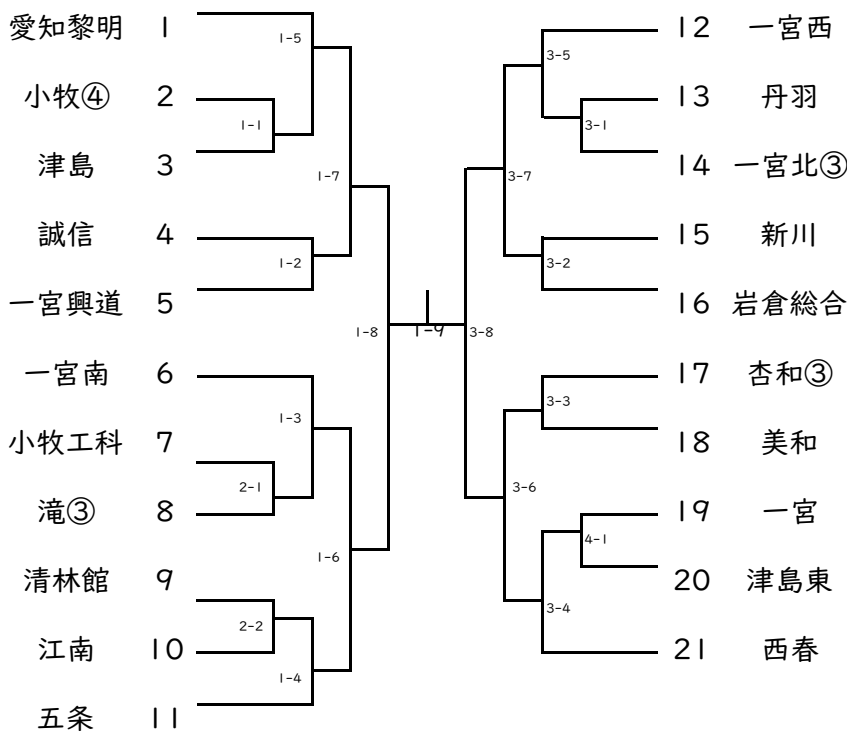 愛知黎明 1
小牧④ 2
津島 3
誠信 4
一宮興道 5
一宮南 6
小牧工科 7
滝③ 8
清林館 9
江南 10
五条 11
1-5
1-1
1-7
1-2
1-8
1-3
2-1
1-6
2-2
1-4
1-9
3-5
3-1
3-7
3-2
3-8
3-3
3-6
4-1
3-4
12 一宮西
13 丹羽
14 一宮北③
15 新川
16 岩倉総合
17 杏和③
18 美和
19 一宮
20 津島東
21 西春